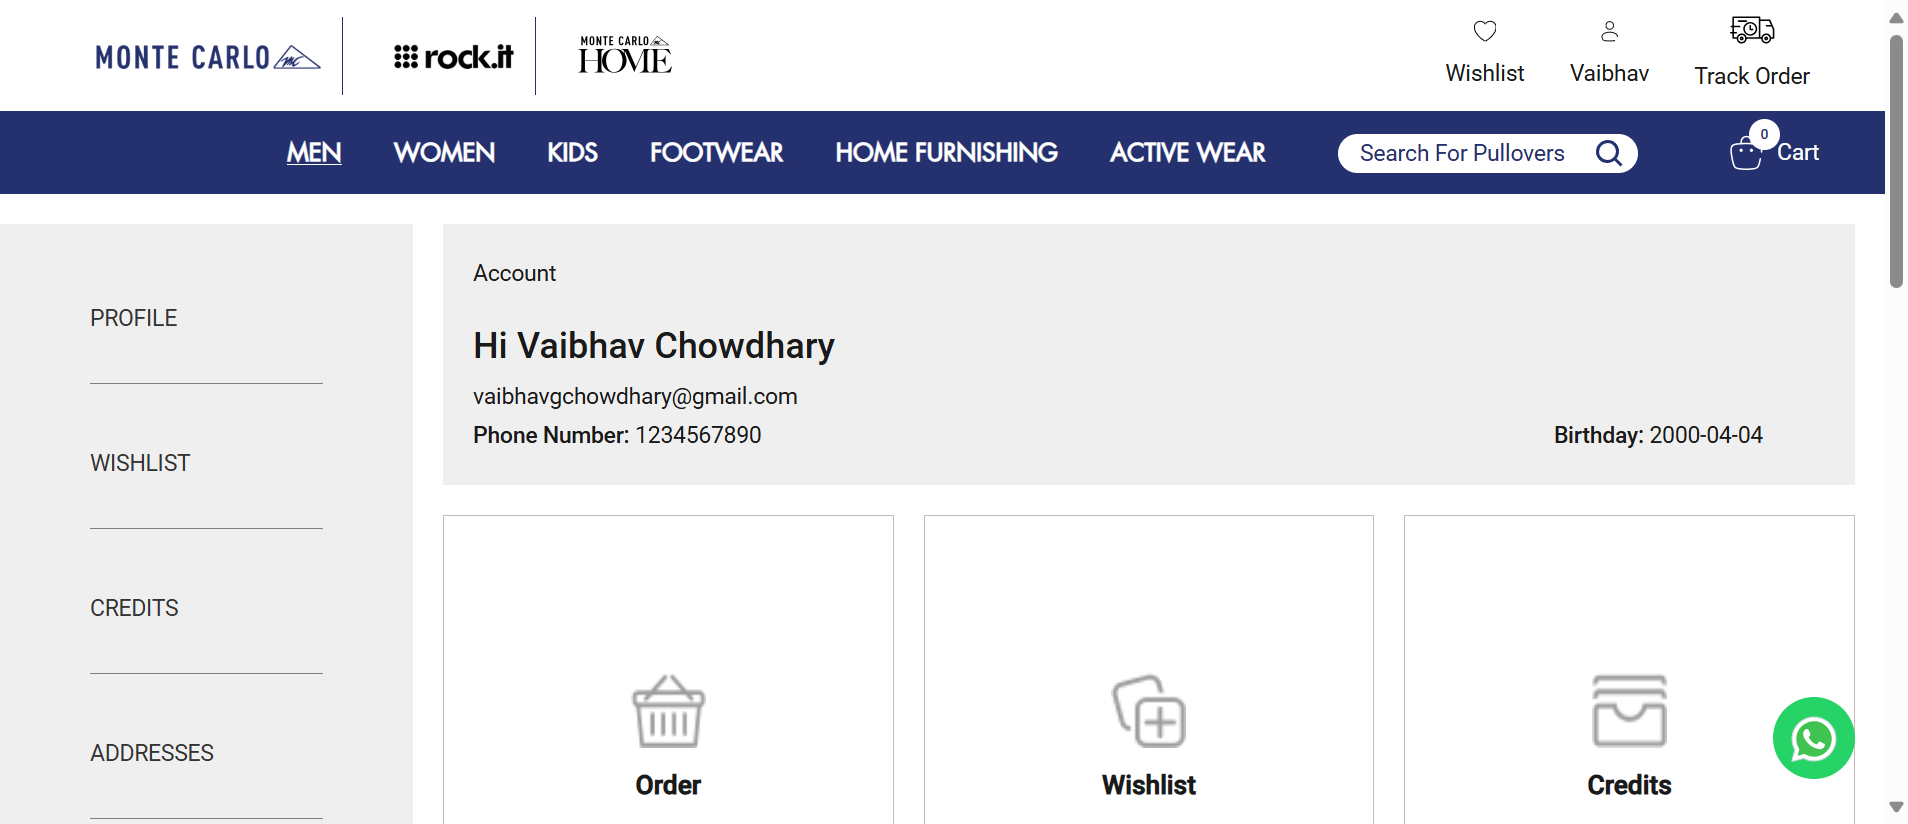 MONTE CARLO
rock.it
MONTE CARLO
HOME
Wishlist
Vaibhav
Track Order
MEN
WOMEN
KIDS
FOOTWEAR
HOME FURNISHING
ACTIVE WEAR
Search For Pullovers
0
Cart
PROFILE
WISHLIST
CREDITS
ADDRESSES
Account
Hi Vaibhav Chowdhary
vaibhavgchowdhary@gmail.com
Phone Number: 1234567890
Birthday: 2000-04-04
Order
Wishlist
Credits